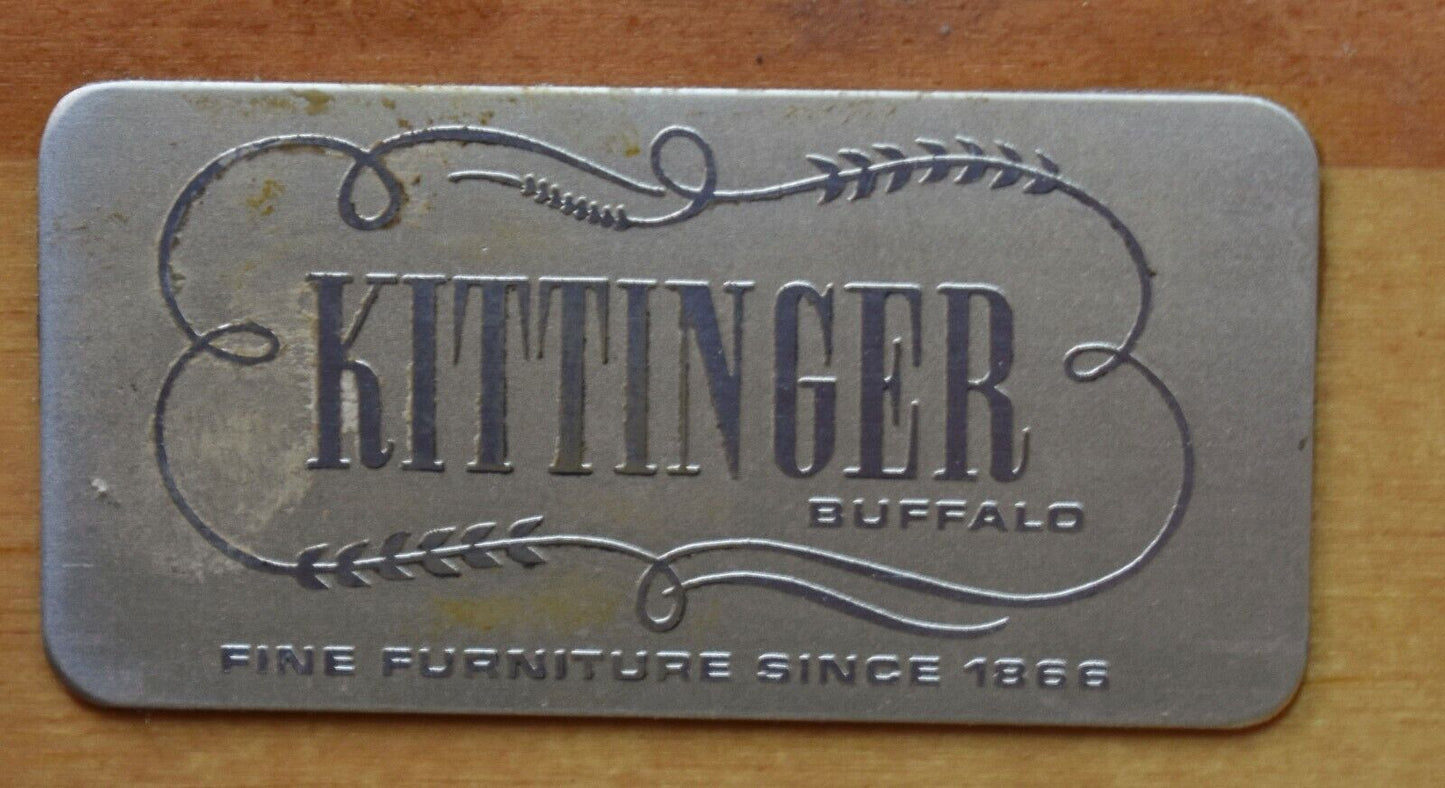 KITTINGER
BUFFALO
FINE FURNITURE SINCE 1866